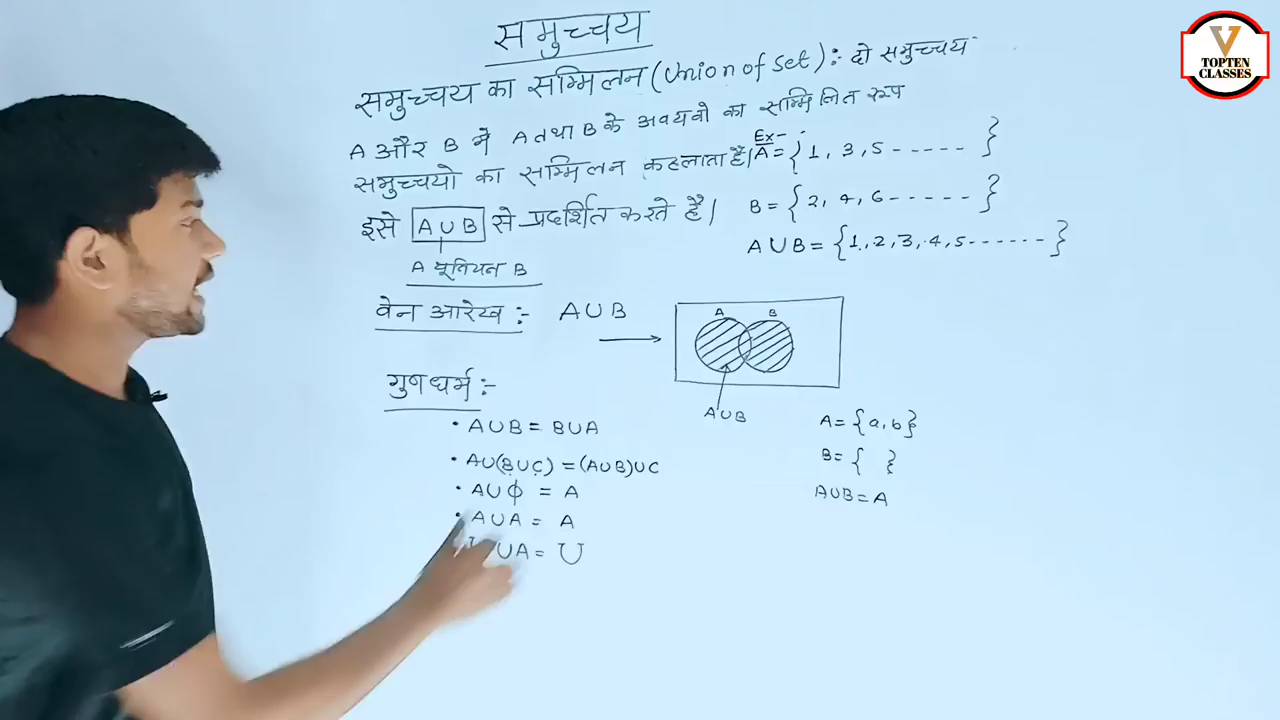 समुच्चय
समुच्चय का सम्मिलन (Union of set) : दो समुच्चय
A और B में A तथा B के अवयवो का सम्मिलित रूप
समुच्चयो का सम्मिलन कहलाता है।
इसे A∪B से प्रदर्शित करते है।
A यूनियन B
Ex-
A = {1, 3, 5 ------ }
B = {2, 4, 6 ------ }
A∪B = {1, 2, 3, 4, 5 ------- }
वेन आरेख :- A∪B
A B
A∪B
गुणधर्म :-
• A∪B = B∪A
• A∪(B∪C) = (A∪B)∪C
• A∪ϕ = A
• A∪A = A
∪A = U
A = {a, b}
B = { }
A∪B = A
V
TOPTEN
CLASSES